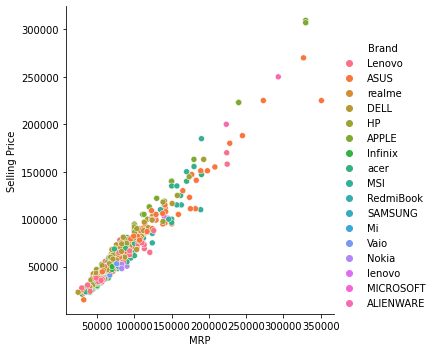 300000
250000
200000
150000
100000
50000
Selling Price
50000 100000 150000 200000 250000 300000 350000
MRP
Brand
Lenovo
ASUS
realme
DELL
HP
APPLE
Infinix
acer
MSI
RedmiBook
SAMSUNG
Mi
Vaio
Nokia
lenovo
MICROSOFT
ALIENWARE